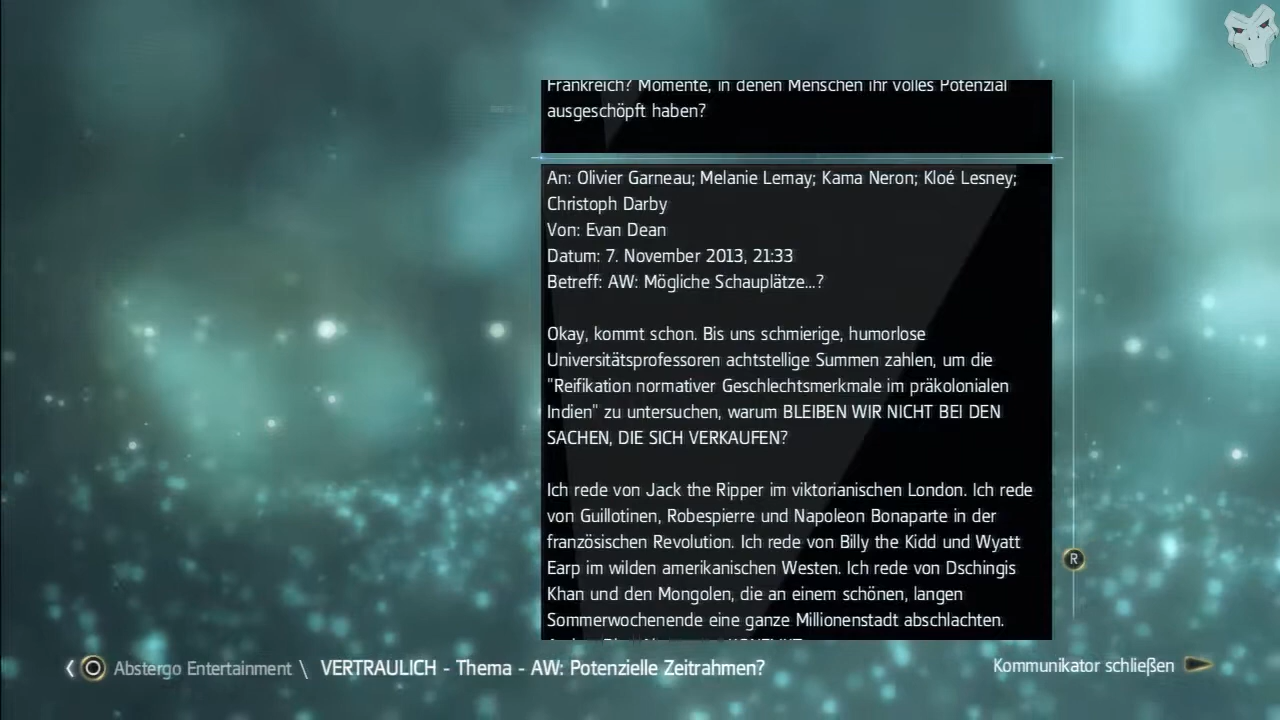 Frankreich? Momente, in denen Menschen ihr volles Potenzial
ausgeschöpft haben?
An: Olivier Garneau; Melanie Lemay; Kama Neron; Kloé Lesney;
Christoph Darby
Von: Evan Dean
Datum: 7. November 2013, 21:33
Betreff: AW: Mögliche Schauplätze...?
Okay, kommt schon. Bis uns schmierige, humorlose
Universitätsprofessoren achtstellige Summen zahlen, um die
"Reifikation normativer Geschlechtsmerkmale im präkolonialen
Indien" zu untersuchen, warum BLEIBEN WIR NICHT BEI DEN
SACHEN, DIE SICH VERKAUFEN?
Ich rede von Jack the Ripper im viktorianischen London. Ich rede
von Guillotinen, Robespierre und Napoleon Bonaparte in der
französischen Revolution. Ich rede von Billy the Kidd und Wyatt
Earp im wilden amerikanischen Westen. Ich rede von Dschingis
Khan und den Mongolen, die an einem schönen, langen
Sommerwochenende eine ganze Millionenstadt abschlachten.
R
Abstergo Entertainment \ VERTRAULICH - Thema - AW: Potenzielle Zeitrahmen?
Kommunikator schließen